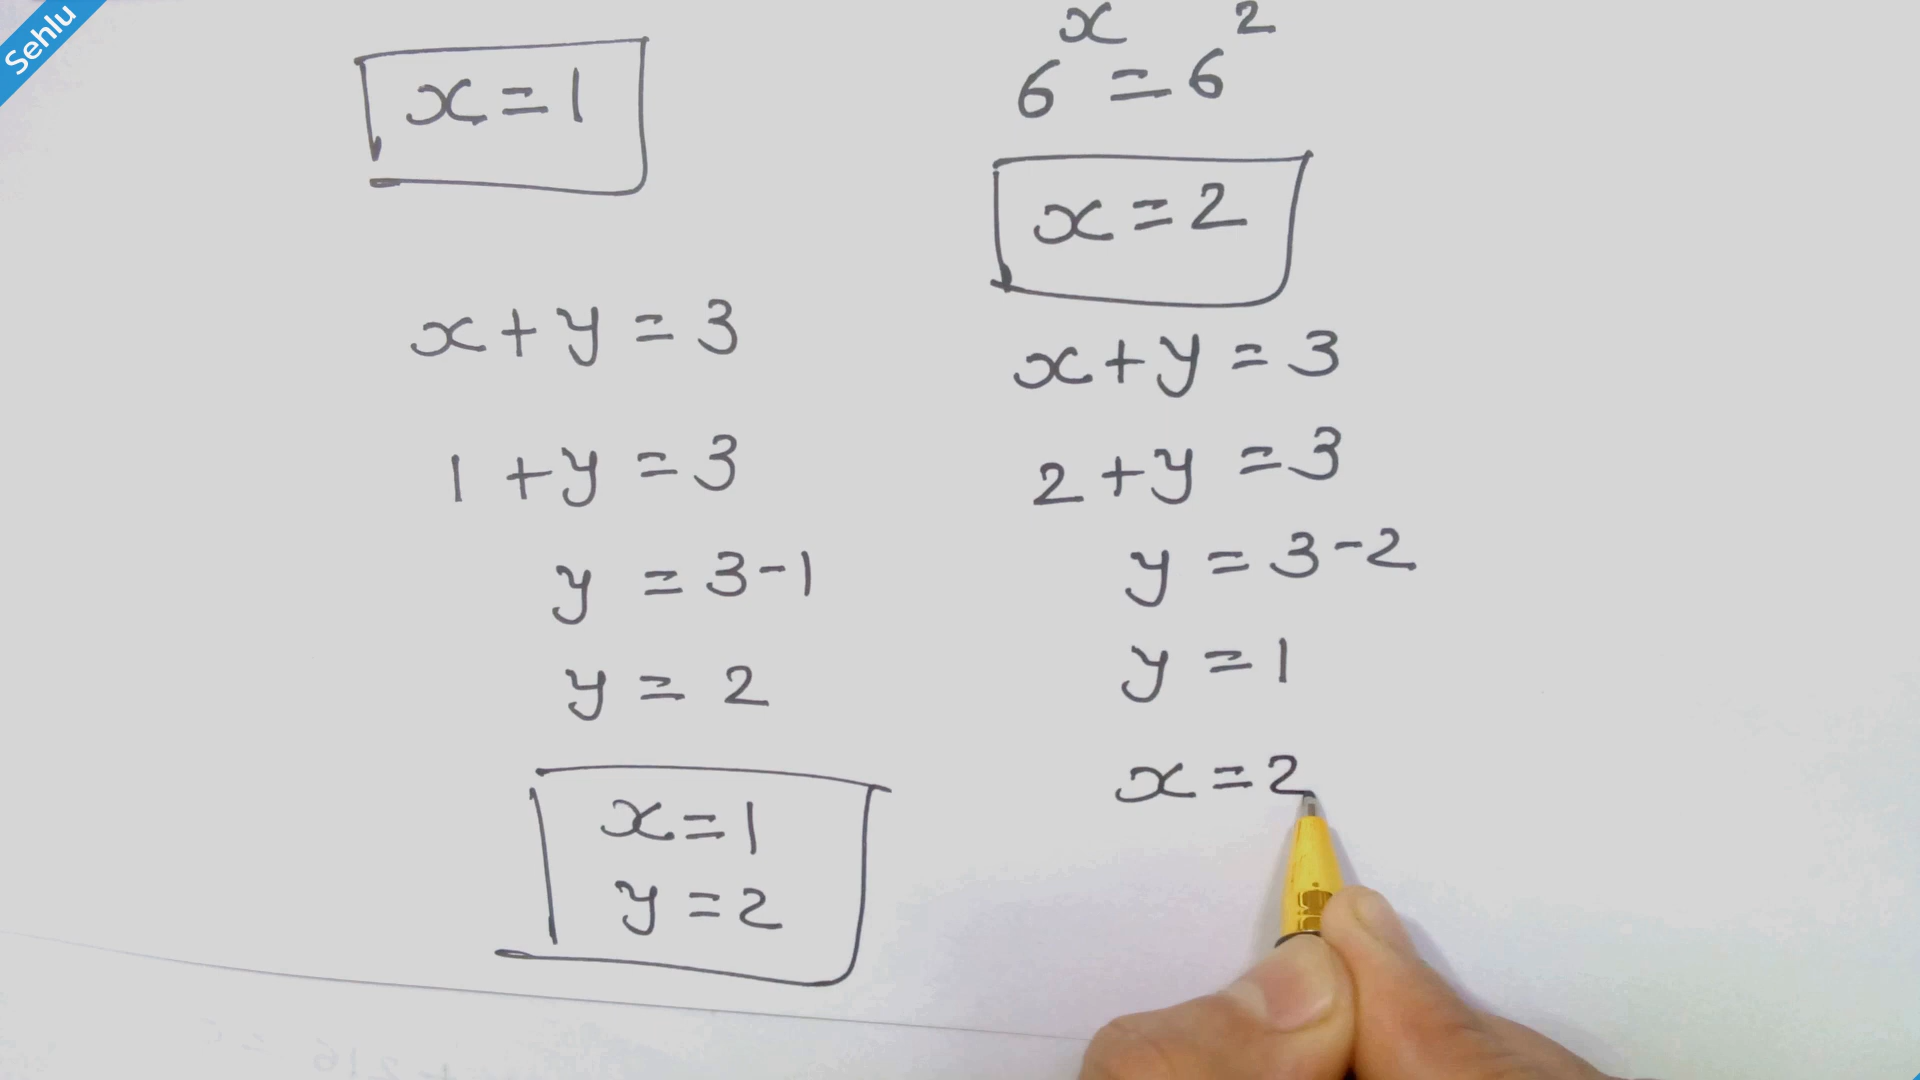 Sehlu
x = 1
x + y = 3
1 + y = 3
y = 3 - 1
y = 2
x = 1
y = 2
6^x = 6^2
x = 2
x + y = 3
2 + y = 3
y = 3 - 2
y = 1
x = 2